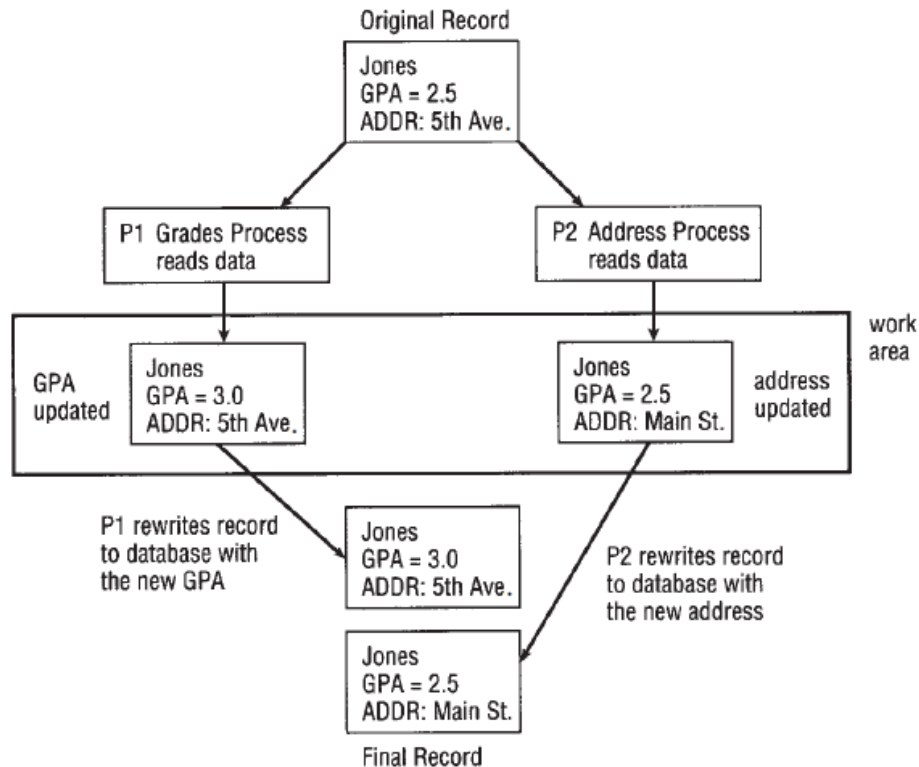 Original Record
Jones
GPA = 2.5
ADDR: 5th Ave.
P1 Grades Process
reads data
P2 Address Process
reads data
work
area
GPA
updated
Jones
GPA = 3.0
ADDR: 5th Ave.
Jones
GPA = 2.5
ADDR: Main St.
address
updated
P1 rewrites record
to database with
the new GPA
Jones
GPA = 3.0
ADDR: 5th Ave.
P2 rewrites record
to database with
the new address
Jones
GPA = 2.5
ADDR: Main St.
Final Record